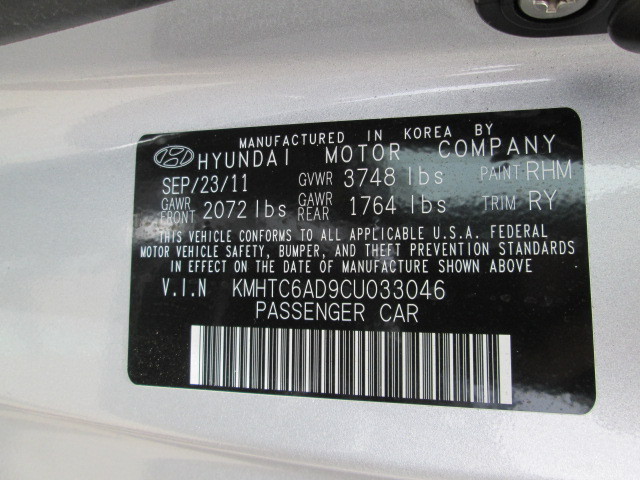 MANUFACTURED IN KOREA BY
HYUNDAI MOTOR COMPANY
SEP/23/11 GVWR 3748 lbs PAINT RHM
GAWR FRONT 2072 lbs GAWR REAR 1764 lbs TRIM RY
THIS VEHICLE CONFORMS TO ALL APPLICABLE U.S.A. FEDERAL
MOTOR VEHICLE SAFETY, BUMPER, AND THEFT PREVENTION STANDARDS
IN EFFECT ON THE DATE OF MANUFACTURE SHOWN ABOVE
V.I.N KMHTC6AD9CU033046
PASSENGER CAR